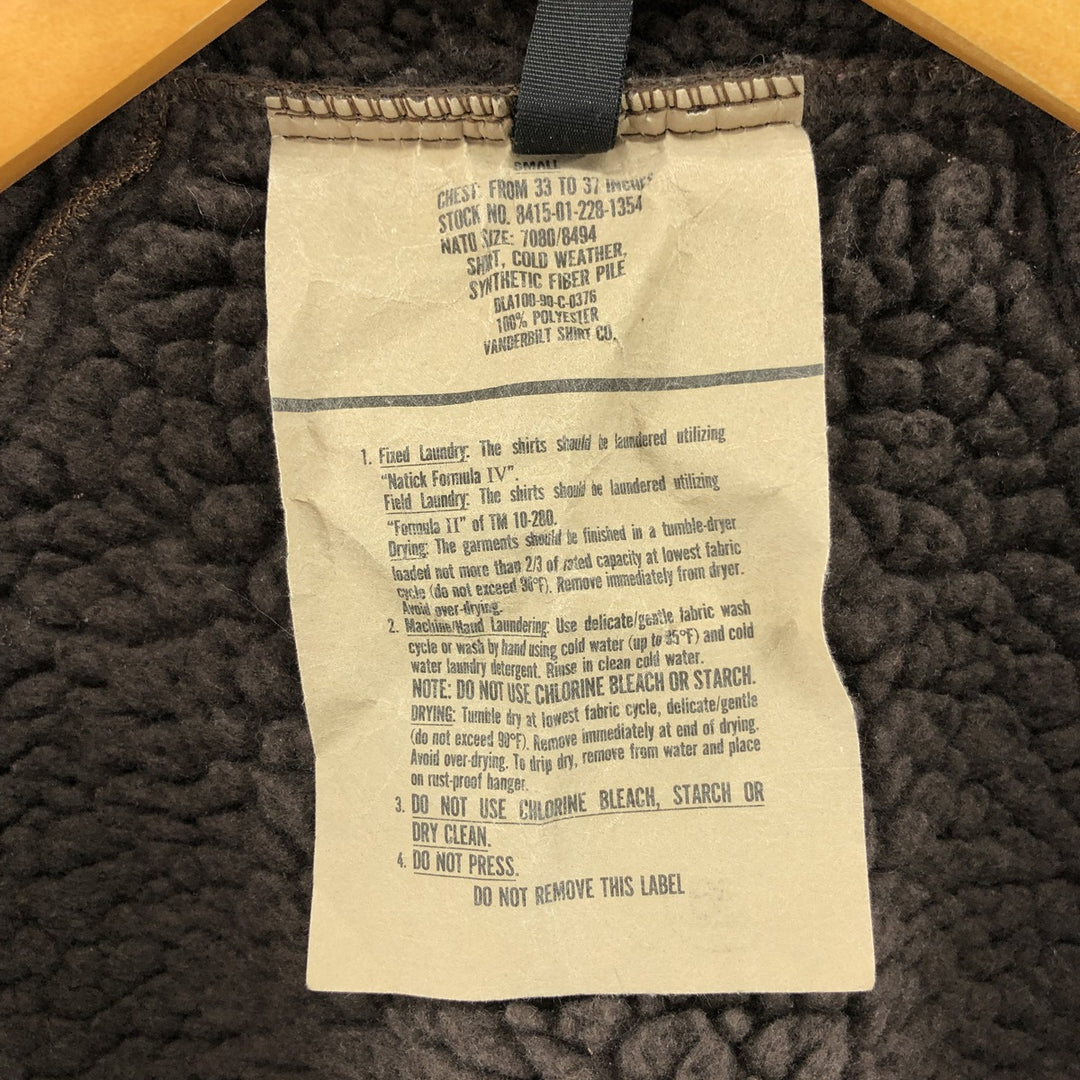 SMALL
CHEST: FROM 33 TO 37 INCHES
STOCK NO. 8415-01-228-1354
NATO SIZE: 7080/8494
SHIRT, COLD WEATHER,
SYNTHETIC FIBER PILE
DLA100-90-C-0376
100% POLYESTER
VANDERBILT SHIRT CO.
1. Fixed Laundry: The shirts should be laundered utilizing
"Natick Formula IV".
Field Laundry: The shirts should be laundered utilizing
"Formula II" of TM 10-280.
Drying: The garments should be finished in a tumble-dryer
loaded not more than 2/3 of rated capacity at lowest fabric
cycle (do not exceed 90°F). Remove immediately from dryer.
Avoid over-drying.
2. Machine/Hand Laundering: Use delicate/gentle fabric wash
cycle or wash by hand using cold water (up to 85°F) and cold
water laundry detergent. Rinse in clean cold water.
NOTE: DO NOT USE CHLORINE BLEACH OR STARCH.
DRYING: Tumble dry at lowest fabric cycle, delicate/gentle
(do not exceed 90°F). Remove immediately at end of drying.
Avoid over-drying. To drip dry, remove from water and place
on rust-proof hanger.
3. DO NOT USE CHLORINE BLEACH, STARCH OR
DRY CLEAN.
4. DO NOT PRESS.
DO NOT REMOVE THIS LABEL